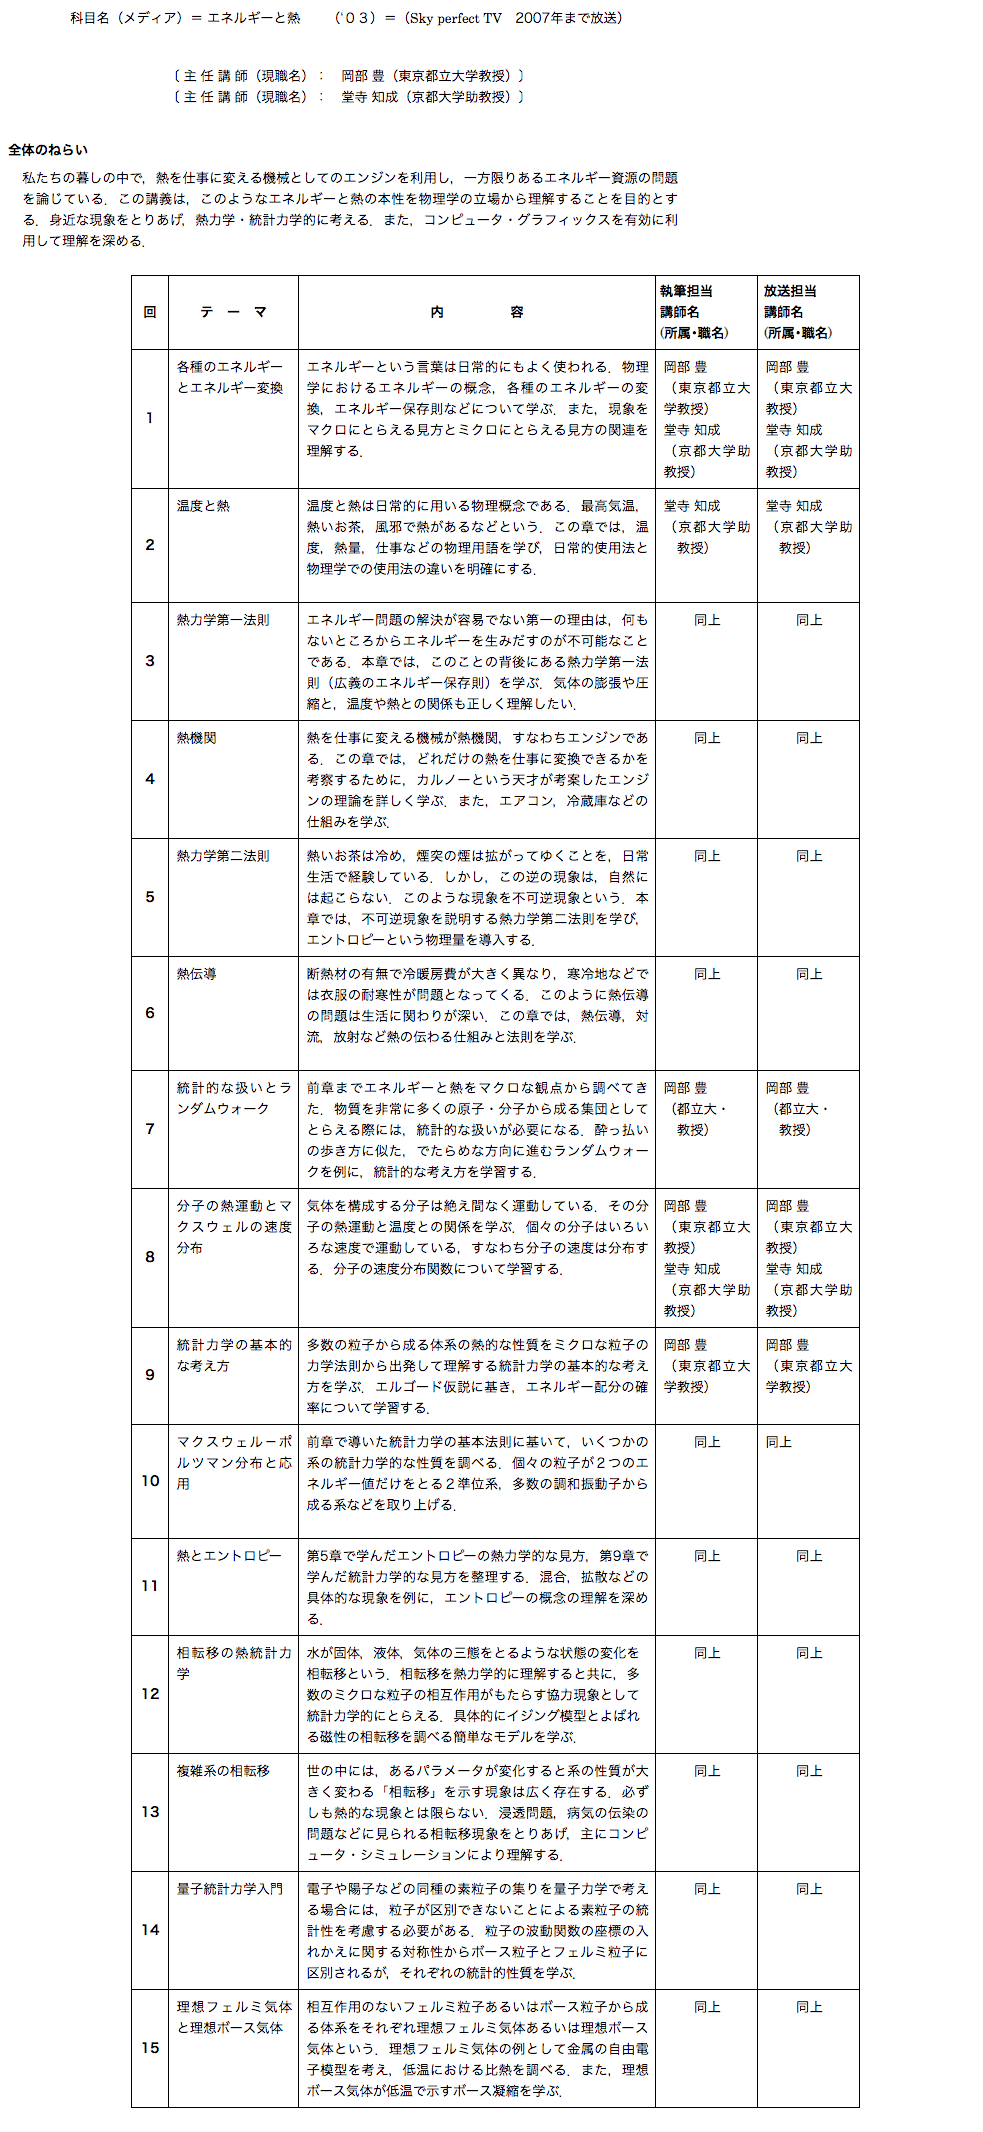 科目名（メディア）＝ エネルギーと熱　　（‘０３）＝（Sky perfect TV　2007年まで放送）
〔 主 任 講 師（現職名）：　岡部 豊（東京都立大学教授）〕
〔 主 任 講 師（現職名）：　堂寺 知成（京都大学助教授）〕
全体のねらい
私たちの暮しの中で，熱を仕事に変える機械としてのエンジンを利用し，一方限りあるエネルギー資源の問題
を論じている．この講義は，このようなエネルギーと熱の本性を物理学の立場から理解することを目的とす
る．身近な現象をとりあげ，熱力学・統計力学的に考える．また，コンピュータ・グラフィックスを有効に利
用して理解を深める．
回
テ　ー　マ
内　　　　　容
執筆担当
講師名
(所属･職名)
放送担当
講師名
(所属･職名)
1
各種のエネルギー
とエネルギー変換
エネルギーという言葉は日常的にもよく使われる．物理
学におけるエネルギーの概念，各種のエネルギーの変
換，エネルギー保存則などについて学ぶ．また，現象を
マクロにとらえる見方とミクロにとらえる見方の関連を
理解する．
岡部 豊
（東京都立大
学教授）
堂寺 知成
（京都大学助
教授）
岡部 豊
（東京都立大
教授）
堂寺 知成
（京都大学助
教授）
2
温度と熱
温度と熱は日常的に用いる物理概念である．最高気温，
熱いお茶，風邪で熱があるなどという．この章では，温
度，熱量，仕事などの物理用語を学び，日常的使用法と
物理学での使用法の違いを明確にする．
堂寺 知成
（京都大学助
教授）
堂寺 知成
（京都大学助
教授）
3
熱力学第一法則
エネルギー問題の解決が容易でない第一の理由は，何も
ないところからエネルギーを生みだすのが不可能なこと
である．本章では，このことの背後にある熱力学第一法
則（広義のエネルギー保存則）を学ぶ．気体の膨張や圧
縮と，温度や熱との関係も正しく理解したい．
同上
同上
4
熱機関
熱を仕事に変える機械が熱機関，すなわちエンジンであ
る．この章では，どれだけの熱を仕事に変換できるかを
考察するために，カルノーという天才が考案したエンジ
ンの理論を詳しく学ぶ．また，エアコン，冷蔵庫などの
仕組みを学ぶ．
同上
同上
5
熱力学第二法則
熱いお茶は冷め，煙突の煙は拡がってゆくことを，日常
生活で経験している．しかし，この逆の現象は，自然に
は起こらない．このような現象を不可逆現象という．本
章では，不可逆現象を説明する熱力学第二法則を学び，
エントロピーという物理量を導入する．
同上
同上
6
熱伝導
断熱材の有無で冷暖房費が大きく異なり，寒冷地などで
は衣服の耐寒性が問題となってくる．このように熱伝導
の問題は生活に関わりが深い．この章では，熱伝導，対
流，放射など熱の伝わる仕組みと法則を学ぶ．
同上
同上
7
統計的な扱いとラ
ンダムウォーク
前章までエネルギーと熱をマクロな観点から調べてき
た．物質を非常に多くの原子・分子から成る集団として
とらえる際には，統計的な扱いが必要になる．酔っ払い
の歩き方に似た，でたらめな方向に進むランダムウォー
クを例に，統計的な考え方を学習する．
岡部 豊
（都立大・
教授）
岡部 豊
（都立大・
教授）
8
分子の熱運動とマ
クスウェルの速度
分布
気体を構成する分子は絶え間なく運動している．その分
子の熱運動と温度との関係を学ぶ．個々の分子はいろい
ろな速度で運動している，すなわち分子の速度は分布す
る．分子の速度分布関数について学習する．
岡部 豊
（東京都立大
教授）
堂寺 知成
（京都大学助
教授）
岡部 豊
（東京都立大
教授）
堂寺 知成
（京都大学助
教授）
9
統計力学の基本的
な考え方
多数の粒子から成る体系の熱的な性質をミクロな粒子の
力学法則から出発して理解する統計力学の基本的な考え
方を学ぶ．エルゴード仮説に基き，エネルギー配分の確
率について学習する．
岡部 豊
（東京都立大
学教授）
岡部 豊
（東京都立大
学教授）
10
マクスウェル－ボ
ルツマン分布と応
用
前章で導いた統計力学の基本法則に基いて，いくつかの
系の統計力学的な性質を調べる．個々の粒子が２つのエ
ネルギー値だけをとる２準位系，多数の調和振動子から
成る系などを取り上げる．
同上
同上
11
熱とエントロピー
第5章で学んだエントロピーの熱力学的な見方，第9章で
学んだ統計力学的な見方を整理する．混合，拡散などの
具体的な現象を例に，エントロピーの概念の理解を深め
る．
同上
同上
12
相転移の熱統計力
学
水が固体，液体，気体の三態をとるような状態の変化を
相転移という．相転移を熱力学的に理解すると共に，多
数のミクロな粒子の相互作用がもたらす協力現象として
統計力学的にとらえる．具体的にイジング模型とよばれ
る磁性の相転移を調べる簡単なモデルを学ぶ．
同上
同上
13
複雑系の相転移
世の中には，あるパラメータが変化すると系の性質が大
きく変わる「相転移」を示す現象は広く存在する．必ず
しも熱的な現象とは限らない．浸透問題，病気の伝染の
問題などに見られる相転移現象をとりあげ，主にコンピ
ュータ・シミュレーションにより理解する．
同上
同上
14
量子統計力学入門
電子や陽子などの同種の素粒子の集りを量子力学で考え
る場合には，粒子が区別できないことによる素粒子の統
計性を考慮する必要がある．粒子の波動関数の座標の入
れかえに関する対称性からボース粒子とフェルミ粒子に
区別されるが，それぞれの統計的性質を学ぶ．
同上
同上
15
理想フェルミ気体
と理想ボース気体
相互作用のないフェルミ粒子あるいはボース粒子から成
る体系をそれぞれ理想フェルミ気体あるいは理想ボース
気体という．理想フェルミ気体の例として金属の自由電
子模型を考え，低温における比熱を調べる．また，理想
ボース気体が低温で示すボース凝縮を学ぶ．
同上
同上